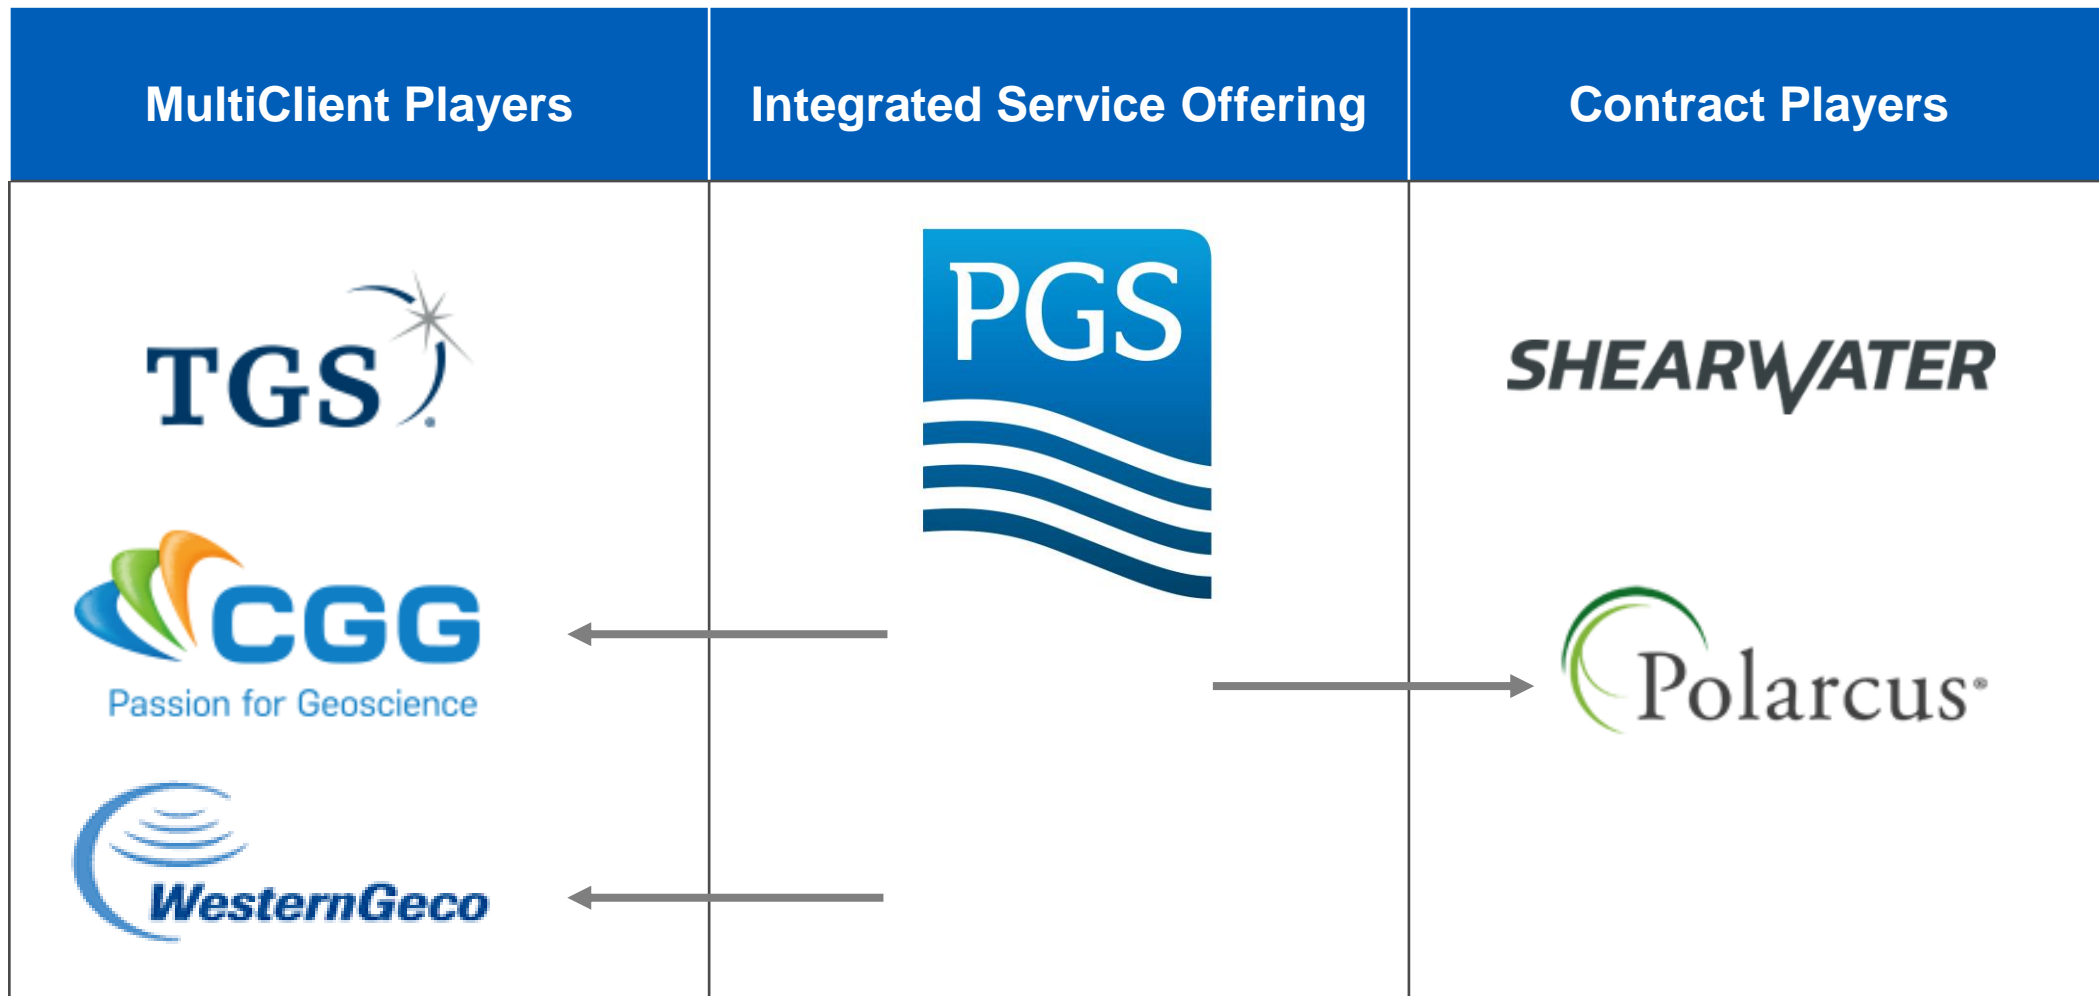 MultiClient Players
Integrated Service Offering
Contract Players
TGS®
PGS
SHEARWATER
CGG
Passion for Geoscience
Polarcus®
WesternGeco